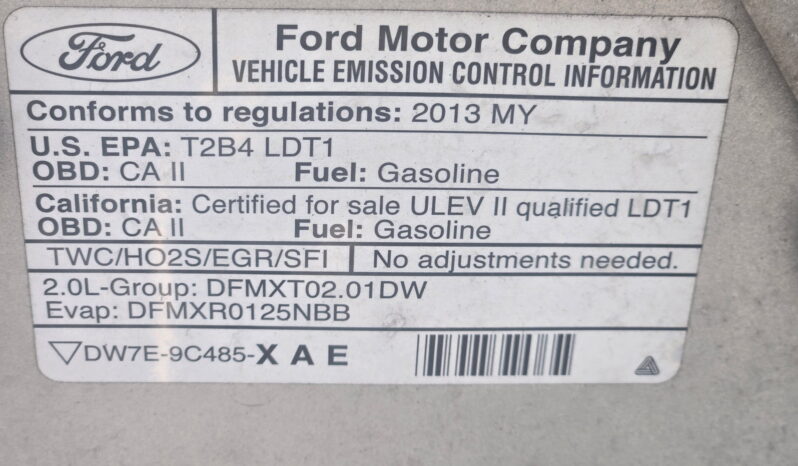 Ford
Ford Motor Company
VEHICLE EMISSION CONTROL INFORMATION
Conforms to regulations: 2013 MY
U.S. EPA: T2B4 LDT1
OBD: CA II Fuel: Gasoline
California: Certified for sale ULEV II qualified LDT1
OBD: CA II Fuel: Gasoline
TWC/HO2S/EGR/SFI No adjustments needed.
2.0L-Group: DFMXT02.01DW
Evap: DFMXR0125NBB
DW7E-9C485-X A E